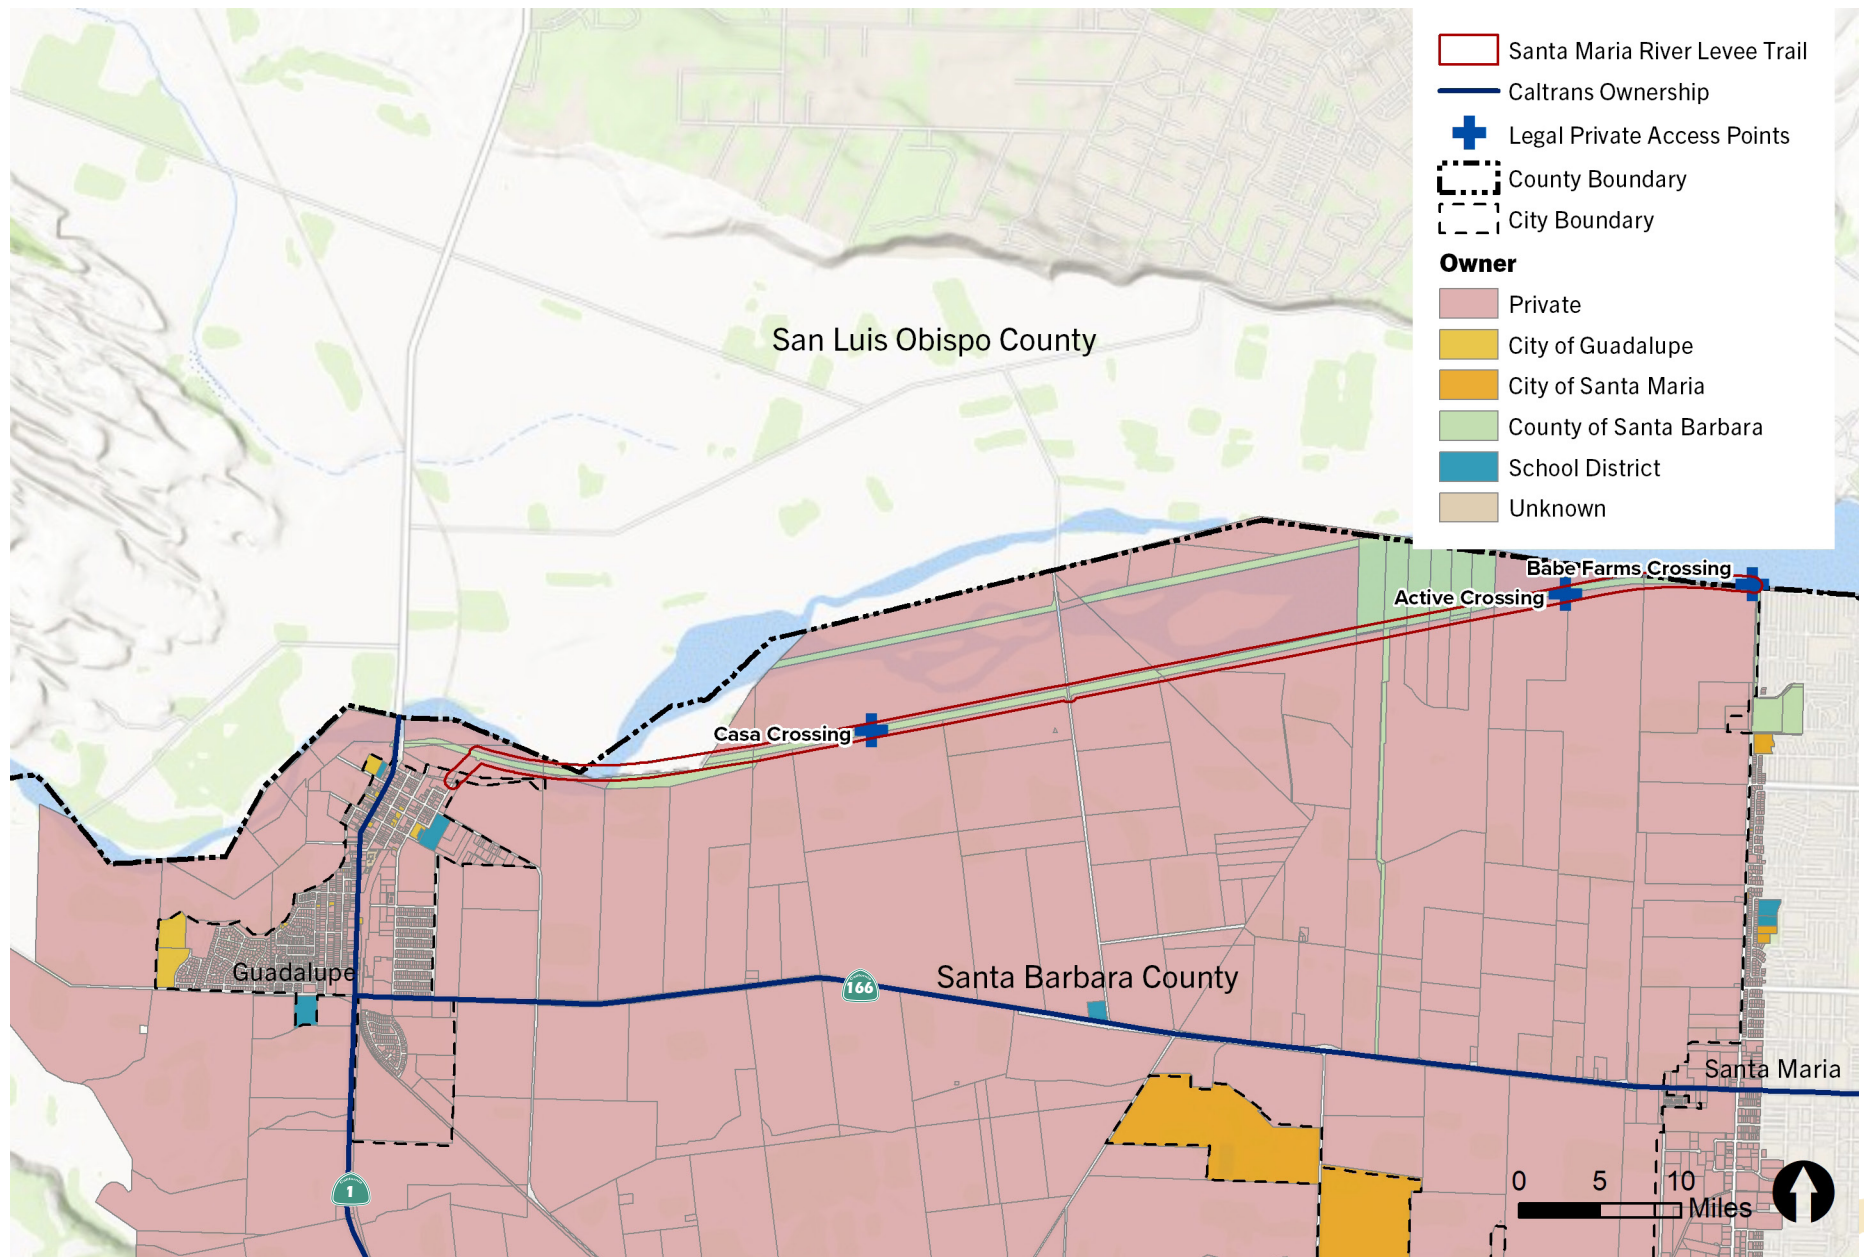 Santa Maria River Levee Trail
Caltrans Ownership
Legal Private Access Points
County Boundary
City Boundary
Owner
Private
City of Guadalupe
City of Santa Maria
County of Santa Barbara
School District
Unknown
San Luis Obispo County
Babe Farms Crossing
Active Crossing
Casa Crossing
Guadalupe
166
Santa Barbara County
Santa Maria
1
0 5 10
Miles